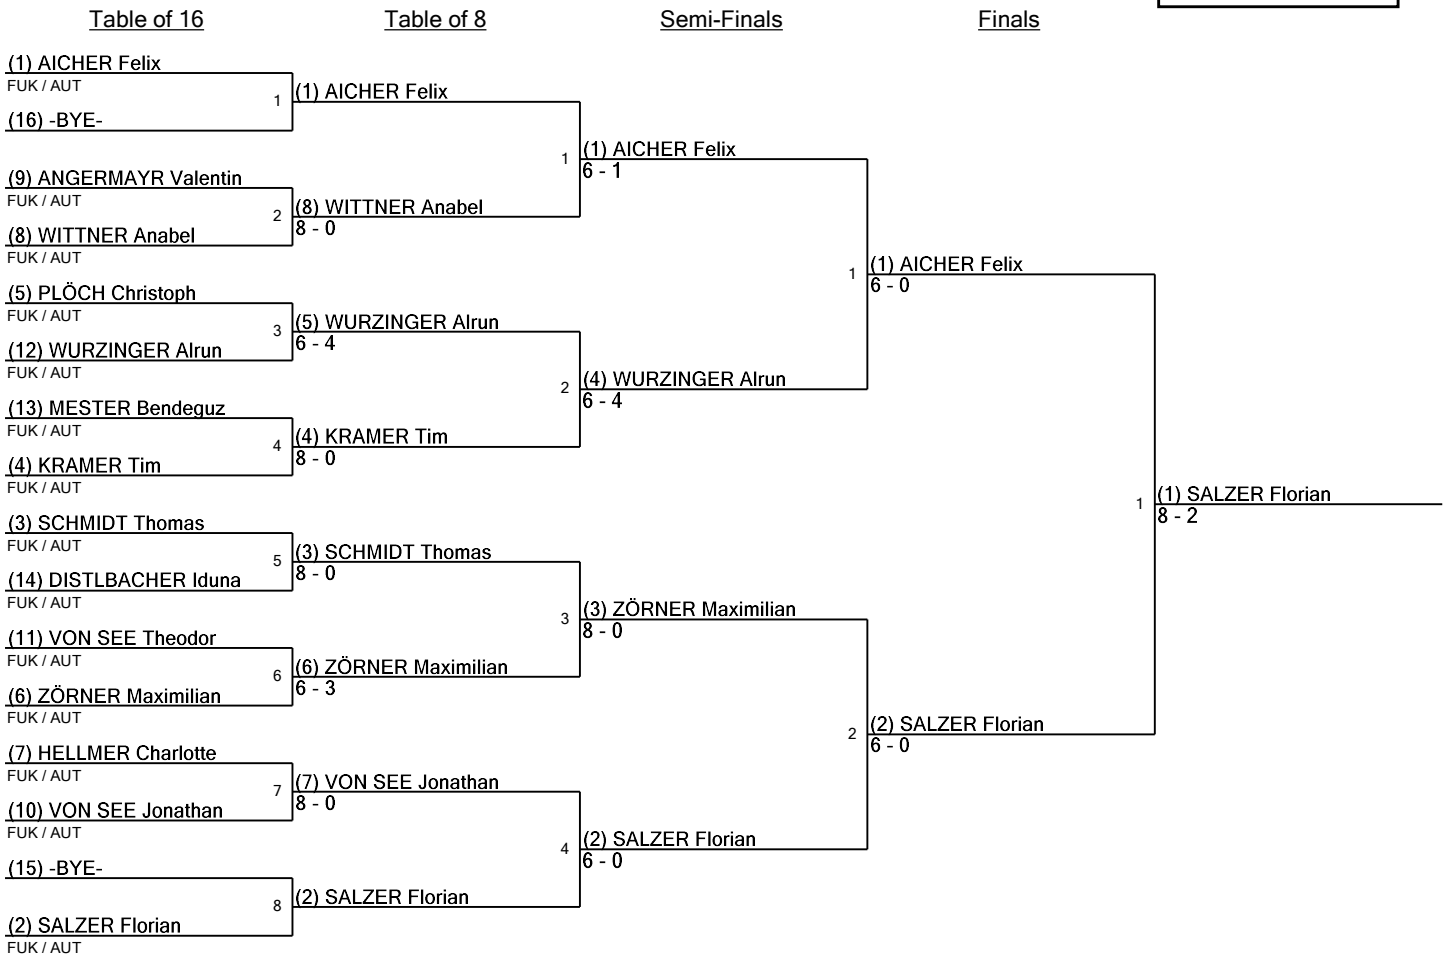 Table of 16
Table of 8
Semi-Finals
Finals
(1) AICHER Felix
FUK / AUT
1
(16) -BYE-
(9) ANGERMAYR Valentin
FUK / AUT
2
(8) WITTNER Anabel
FUK / AUT
(5) PLÖCH Christoph
FUK / AUT
3
(12) WURZINGER Alrun
FUK / AUT
(13) MESTER Bendeguz
FUK / AUT
4
(4) KRAMER Tim
FUK / AUT
(3) SCHMIDT Thomas
FUK / AUT
5
(14) DISTLBACHER Iduna
FUK / AUT
(11) VON SEE Theodor
FUK / AUT
6
(6) ZÖRNER Maximilian
FUK / AUT
(7) HELLMER Charlotte
FUK / AUT
7
(10) VON SEE Jonathan
FUK / AUT
(15) -BYE-
8
(2) SALZER Florian
FUK / AUT
(1) AICHER Felix
1
(8) WITTNER Anabel
8 - 0
(5) WURZINGER Alrun
6 - 4
2
(4) KRAMER Tim
8 - 0
(3) SCHMIDT Thomas
8 - 0
3
(6) ZÖRNER Maximilian
6 - 3
(7) VON SEE Jonathan
8 - 0
4
(2) SALZER Florian
(1) AICHER Felix
6 - 1
1
(4) WURZINGER Alrun
6 - 4
(3) ZÖRNER Maximilian
8 - 0
2
(2) SALZER Florian
6 - 0
(1) AICHER Felix
6 - 0
1
(2) SALZER Florian
6 - 0
(1) SALZER Florian
8 - 2